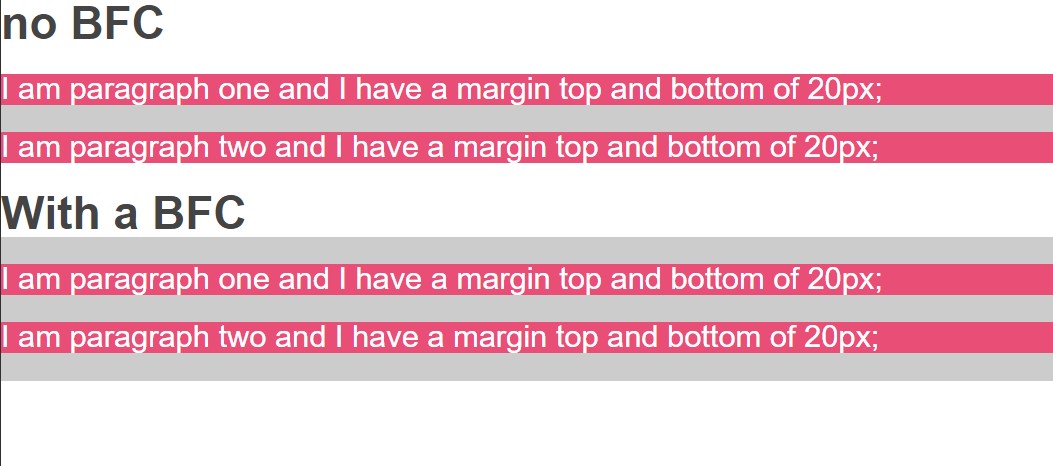 no BFC
I am paragraph one and I have a margin top and bottom of 20px;
I am paragraph two and I have a margin top and bottom of 20px;
With a BFC
I am paragraph one and I have a margin top and bottom of 20px;
I am paragraph two and I have a margin top and bottom of 20px;